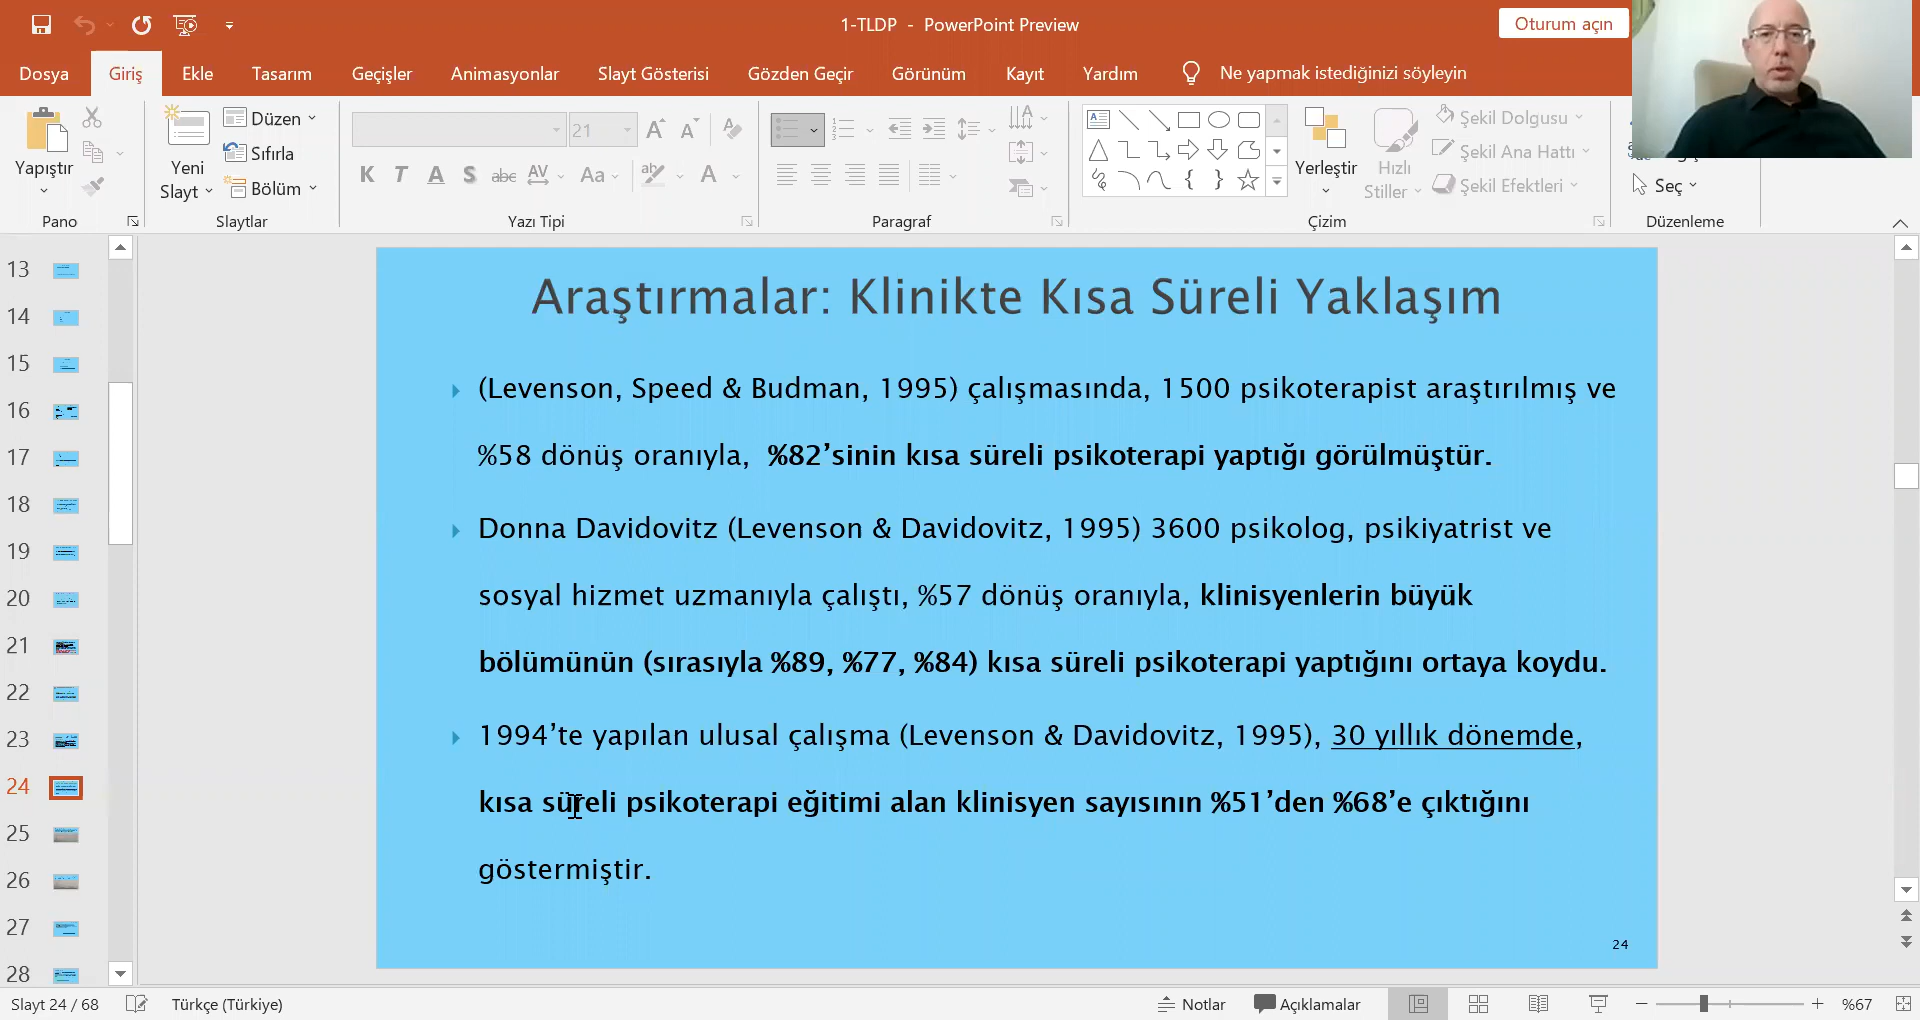 1-TLDP - PowerPoint Preview
Oturum açın
Dosya Giriş Ekle Tasarım Geçişler Animasyonlar Slayt Gösterisi Gözden Geçir Görünüm Kayıt Yardım Ne yapmak istediğinizi söyleyin
Yapıştır
Yeni Slayt
Düzen
Sıfırla
Bölüm
21
K T A S abc AV Aa A
Yerleştir
Hızlı Stiller
Şekil Dolgusu
Şekil Ana Hattı
Şekil Efektleri
Seç
Pano Slaytlar Yazı Tipi Paragraf Çizim Düzenleme
13
14
15
16
17
18
19
20
21
22
23
24
25
26
27
28
Araştırmalar: Klinikte Kısa Süreli Yaklaşım
(Levenson, Speed & Budman, 1995) çalışmasında, 1500 psikoterapist araştırılmış ve
%58 dönüş oranıyla, %82’sinin kısa süreli psikoterapi yaptığı görülmüştür.
Donna Davidovitz (Levenson & Davidovitz, 1995) 3600 psikolog, psikiyatrist ve
sosyal hizmet uzmanıyla çalıştı, %57 dönüş oranıyla, klinisyenlerin büyük
bölümünün (sırasıyla %89, %77, %84) kısa süreli psikoterapi yaptığını ortaya koydu.
1994’te yapılan ulusal çalışma (Levenson & Davidovitz, 1995), 30 yıllık dönemde,
kısa süreli psikoterapi eğitimi alan klinisyen sayısının %51’den %68’e çıktığını
göstermiştir.
24
Slayt 24 / 68 Türkçe (Türkiye) Notlar Açıklamalar %67